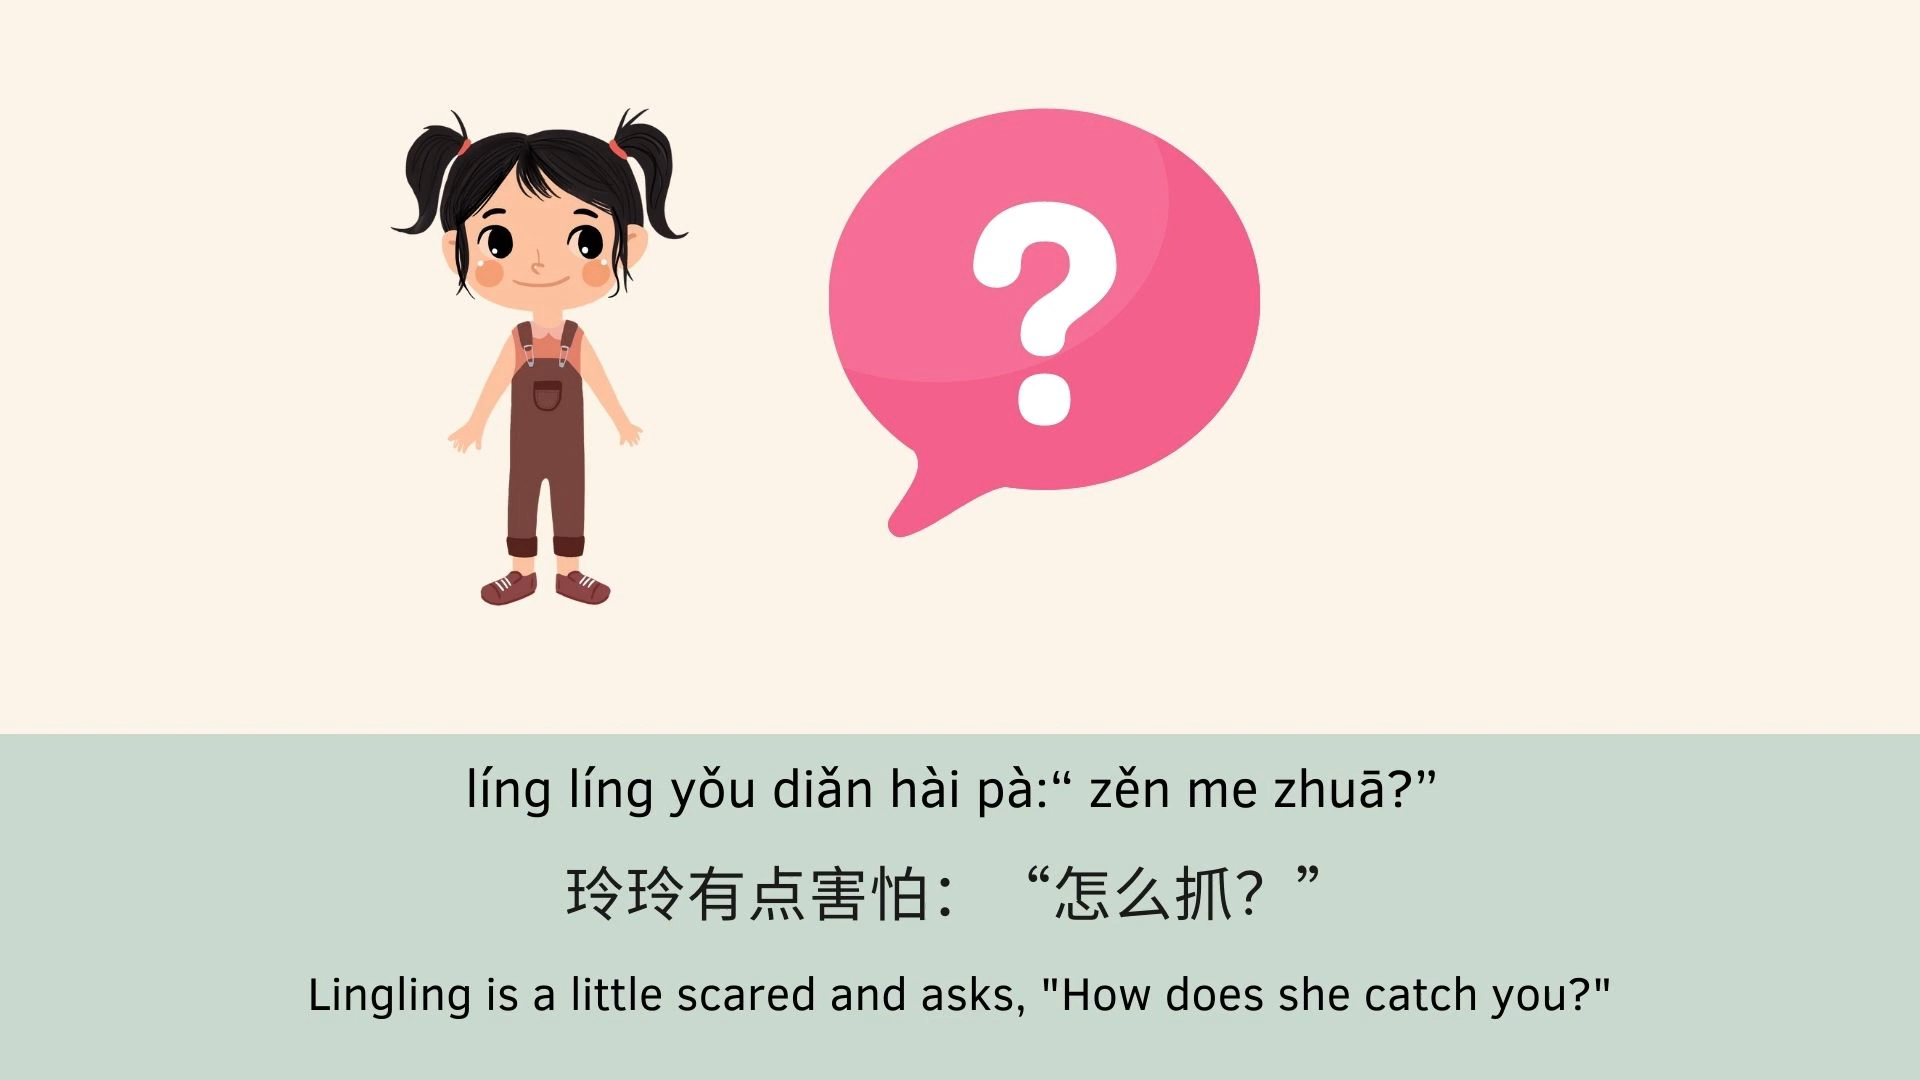 ?
líng líng yǒu diǎn hài pà:“ zěn me zhuā?”
玲玲有点害怕：“怎么抓？”
Lingling is a little scared and asks, "How does she catch you?"